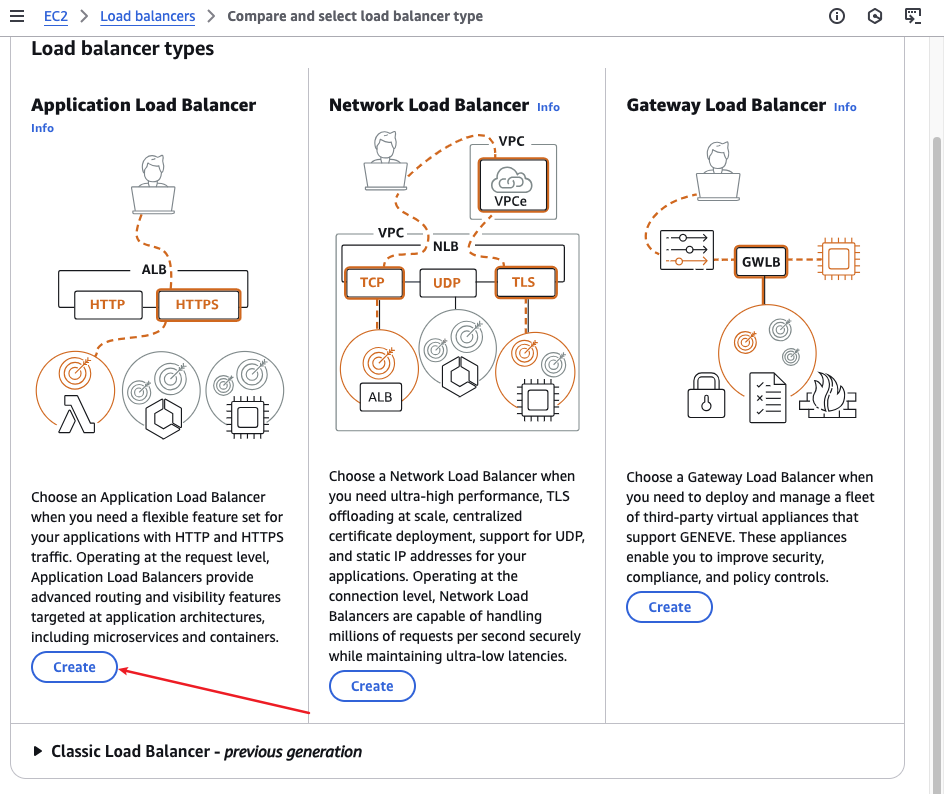 EC2 > Load balancers > Compare and select load balancer type
Load balancer types
Application Load Balancer
Info
ALB
HTTP HTTPS
Choose an Application Load Balancer
when you need a flexible feature set for
your applications with HTTP and HTTPS
traffic. Operating at the request level,
Application Load Balancers provide
advanced routing and visibility features
targeted at application architectures,
including microservices and containers.
Create
Network Load Balancer Info
VPC
VPCe
VPC
NLB
TCP UDP TLS
ALB
Choose a Network Load Balancer when
you need ultra-high performance, TLS
offloading at scale, centralized
certificate deployment, support for UDP,
and static IP addresses for your
applications. Operating at the
connection level, Network Load
Balancers are capable of handling
millions of requests per second securely
while maintaining ultra-low latencies.
Create
Gateway Load Balancer Info
GWLB
Choose a Gateway Load Balancer when
you need to deploy and manage a fleet
of third-party virtual appliances that
support GENEVE. These appliances
enable you to improve security,
compliance, and policy controls.
Create
Classic Load Balancer - previous generation